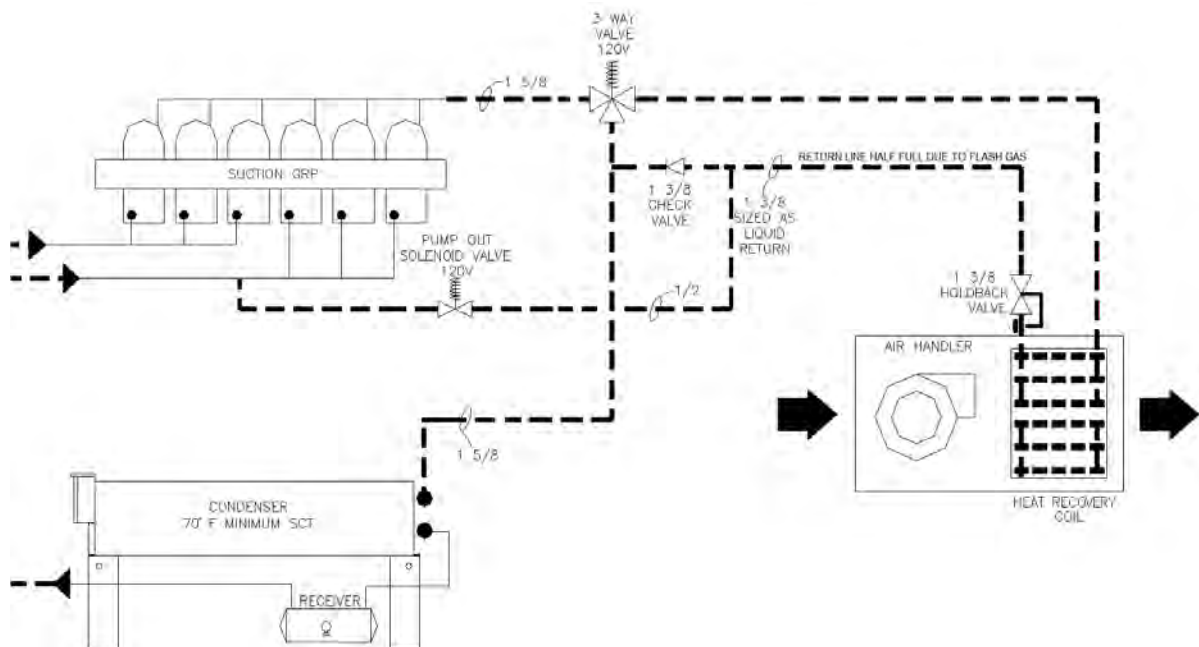 3 WAY
VALVE
120V
1 5/8
SUCTION GRP
RETURN LINE HALF FULL DUE TO FLASH GAS
1 3/8
CHECK
VALVE
1 3/8
SIZED AS
LIQUID
RETURN
PUMP OUT
SOLENOID VALVE
120V
1/2
1 3/8
HOLDBACK
VALVE
AIR HANDLER
1 5/8
CONDENSER
70° F MINIMUM SCT
HEAT RECOVERY
COIL
RECEIVER